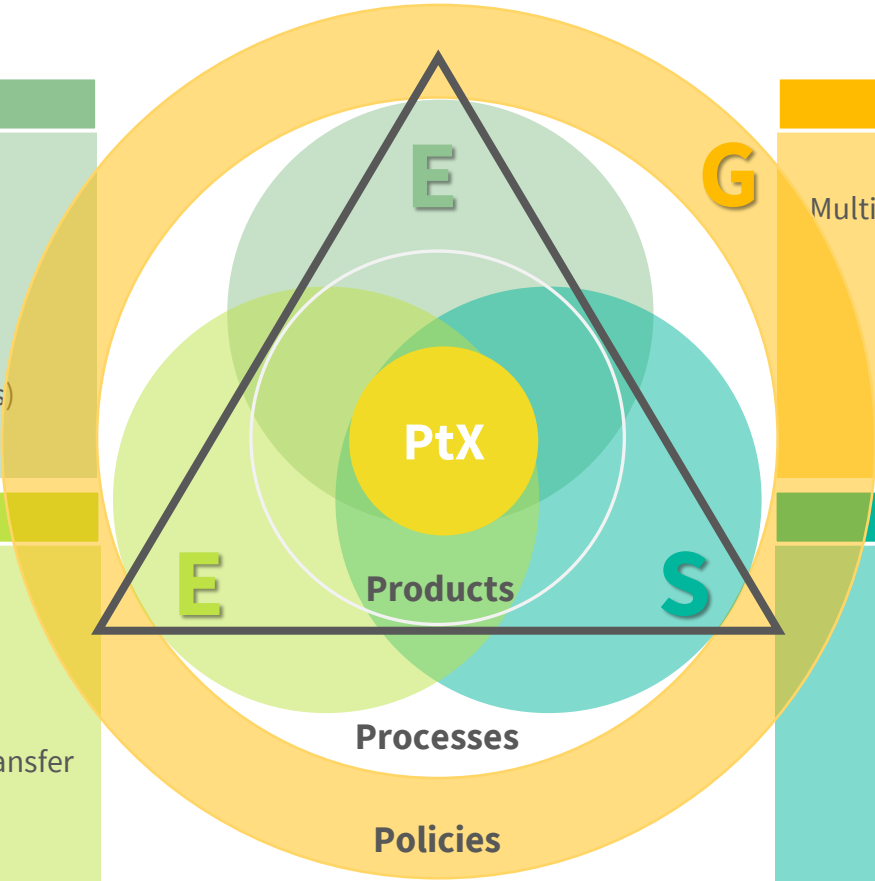 E
G
Multi
s)
PtX
E
Products
S
Processes
ansfer
Policies